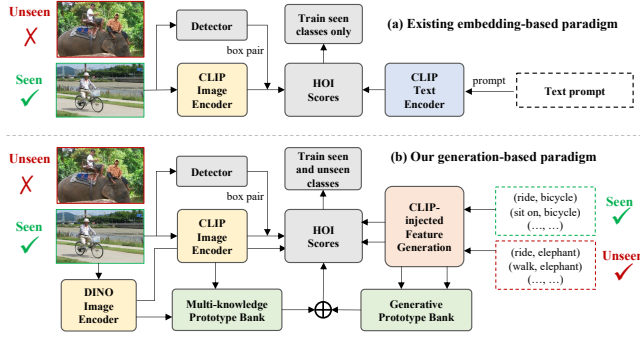 Unseen
✗
Seen
✓
Detector
box pair
CLIP
Image
Encoder
Train seen
classes only
HOI
Scores
(a) Existing embedding-based paradigm
CLIP
Text
Encoder
prompt
Text prompt
Unseen
✗
Seen
✓
Detector
box pair
CLIP
Image
Encoder
DINO
Image
Encoder
Train seen
and unseen
classes
HOI
Scores
Multi-knowledge
Prototype Bank
(b) Our generation-based paradigm
CLIP-
injected
Feature
Generation
Generative
Prototype Bank
(ride, bicycle)
(sit on, bicycle)
(…, …)
Seen
✓
(ride, elephant)
(walk, elephant)
(…, …)
Unseen
✓